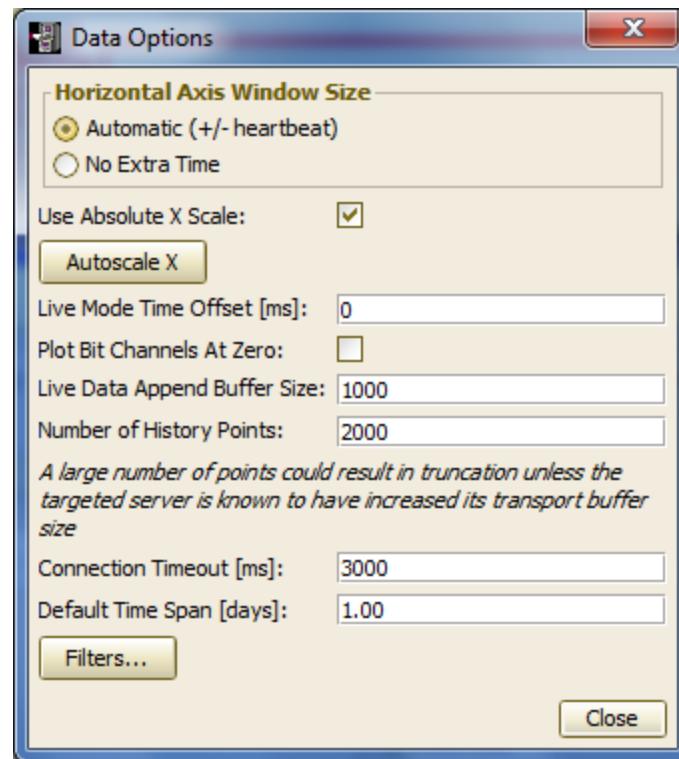 Data Options
Horizontal Axis Window Size
Automatic (+/- heartbeat)
No Extra Time
Use Absolute X Scale:
Autoscale X
Live Mode Time Offset [ms]: 0
Plot Bit Channels At Zero:
Live Data Append Buffer Size: 1000
Number of History Points: 2000
A large number of points could result in truncation unless the
targeted server is known to have increased its transport buffer
size
Connection Timeout [ms]: 3000
Default Time Span [days]: 1.00
Filters...
Close